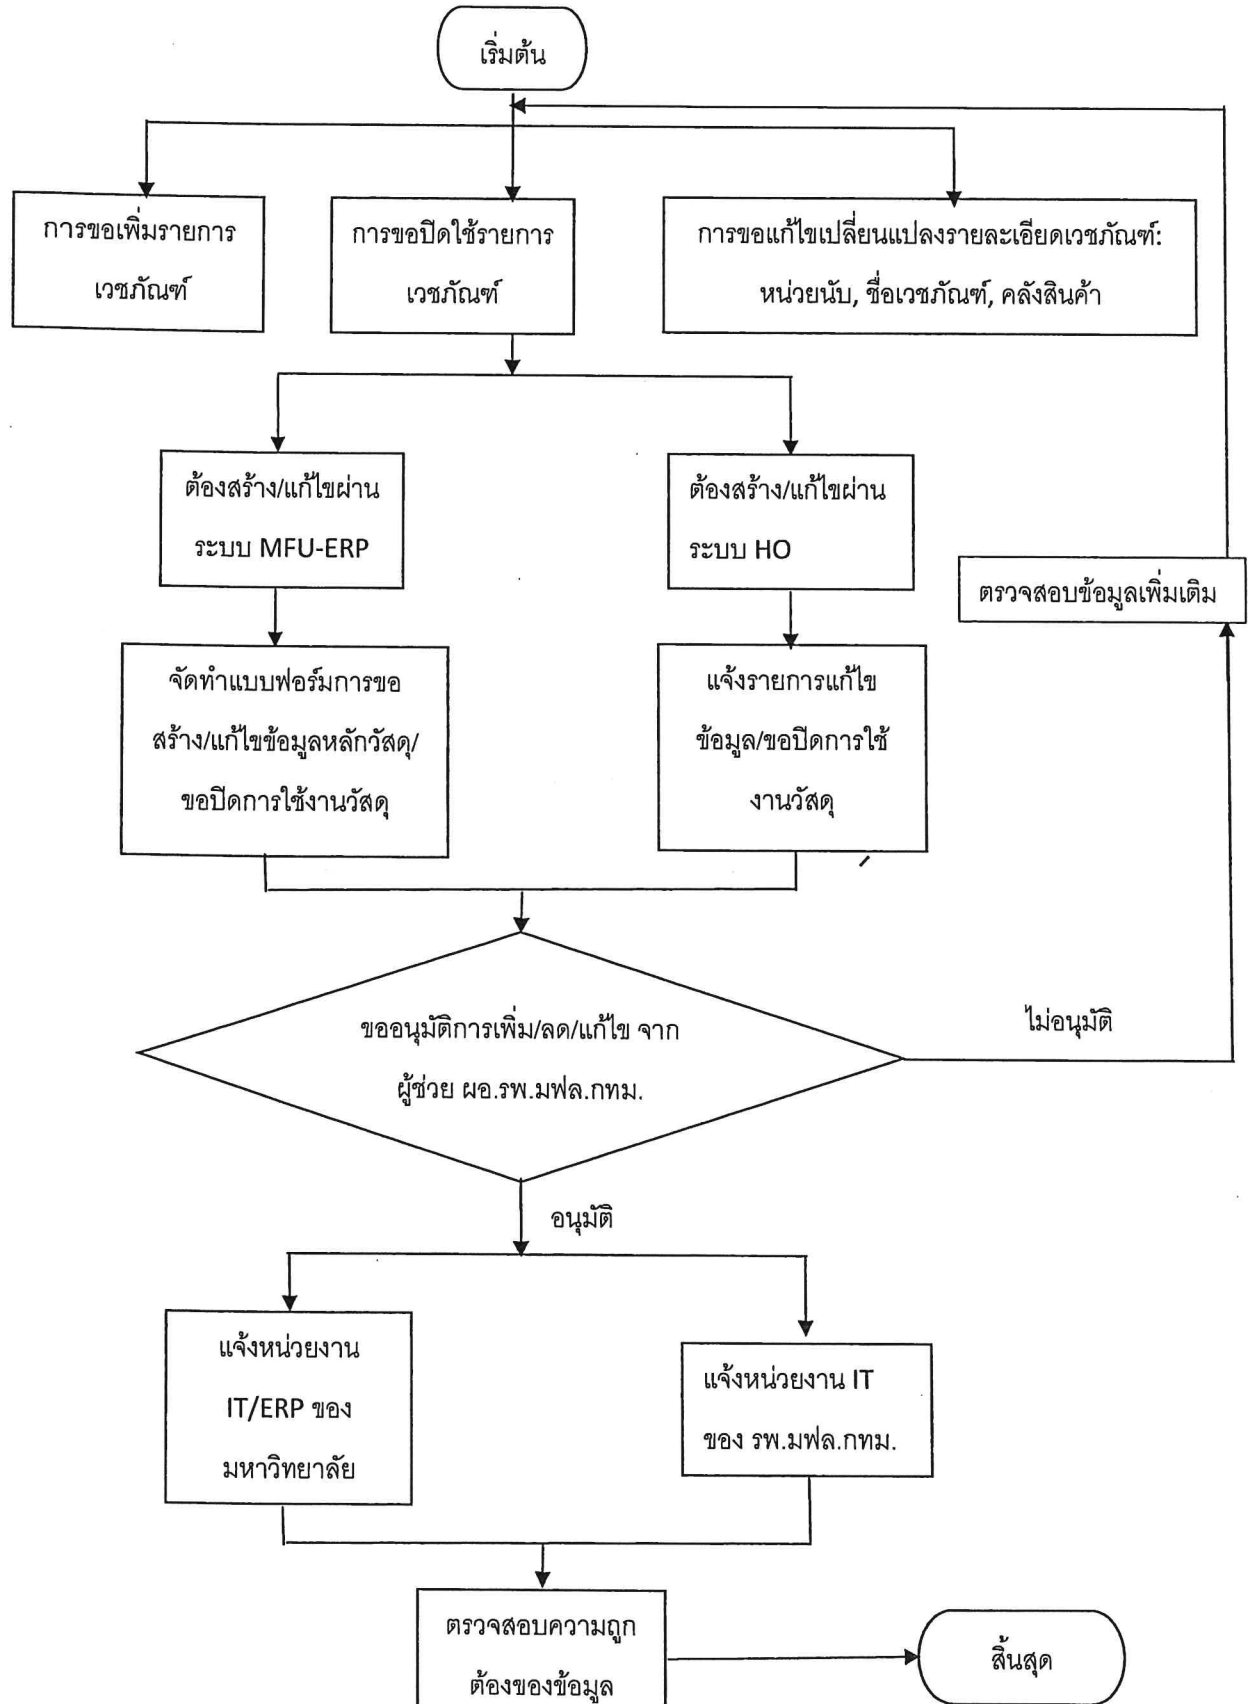 เริ่มต้น
การขอเพิ่มรายการ
เวชภัณฑ์
การขอปิดใช้รายการ
เวชภัณฑ์
การขอแก้ไขเปลี่ยนแปลงรายละเอียดเวชภัณฑ์:
หน่วยนับ, ชื่อเวชภัณฑ์, คลังสินค้า
ต้องสร้าง/แก้ไขผ่าน
ระบบ MFU-ERP
ต้องสร้าง/แก้ไขผ่าน
ระบบ HO
ตรวจสอบข้อมูลเพิ่มเติม
จัดทำแบบฟอร์มการขอ
สร้าง/แก้ไขข้อมูลหลักวัสดุ/
ขอปิดการใช้งานวัสดุ
แจ้งรายการแก้ไข
ข้อมูล/ขอปิดการใช้
งานวัสดุ
ขออนุมัติการเพิ่ม/ลด/แก้ไข จาก
ผู้ช่วย ผอ.รพ.มฟล.กทม.
ไม่อนุมัติ
อนุมัติ
แจ้งหน่วยงาน
IT/ERP ของ
มหาวิทยาลัย
แจ้งหน่วยงาน IT
ของ รพ.มฟล.กทม.
ตรวจสอบความถูก
ต้องของข้อมูล
สิ้นสุด